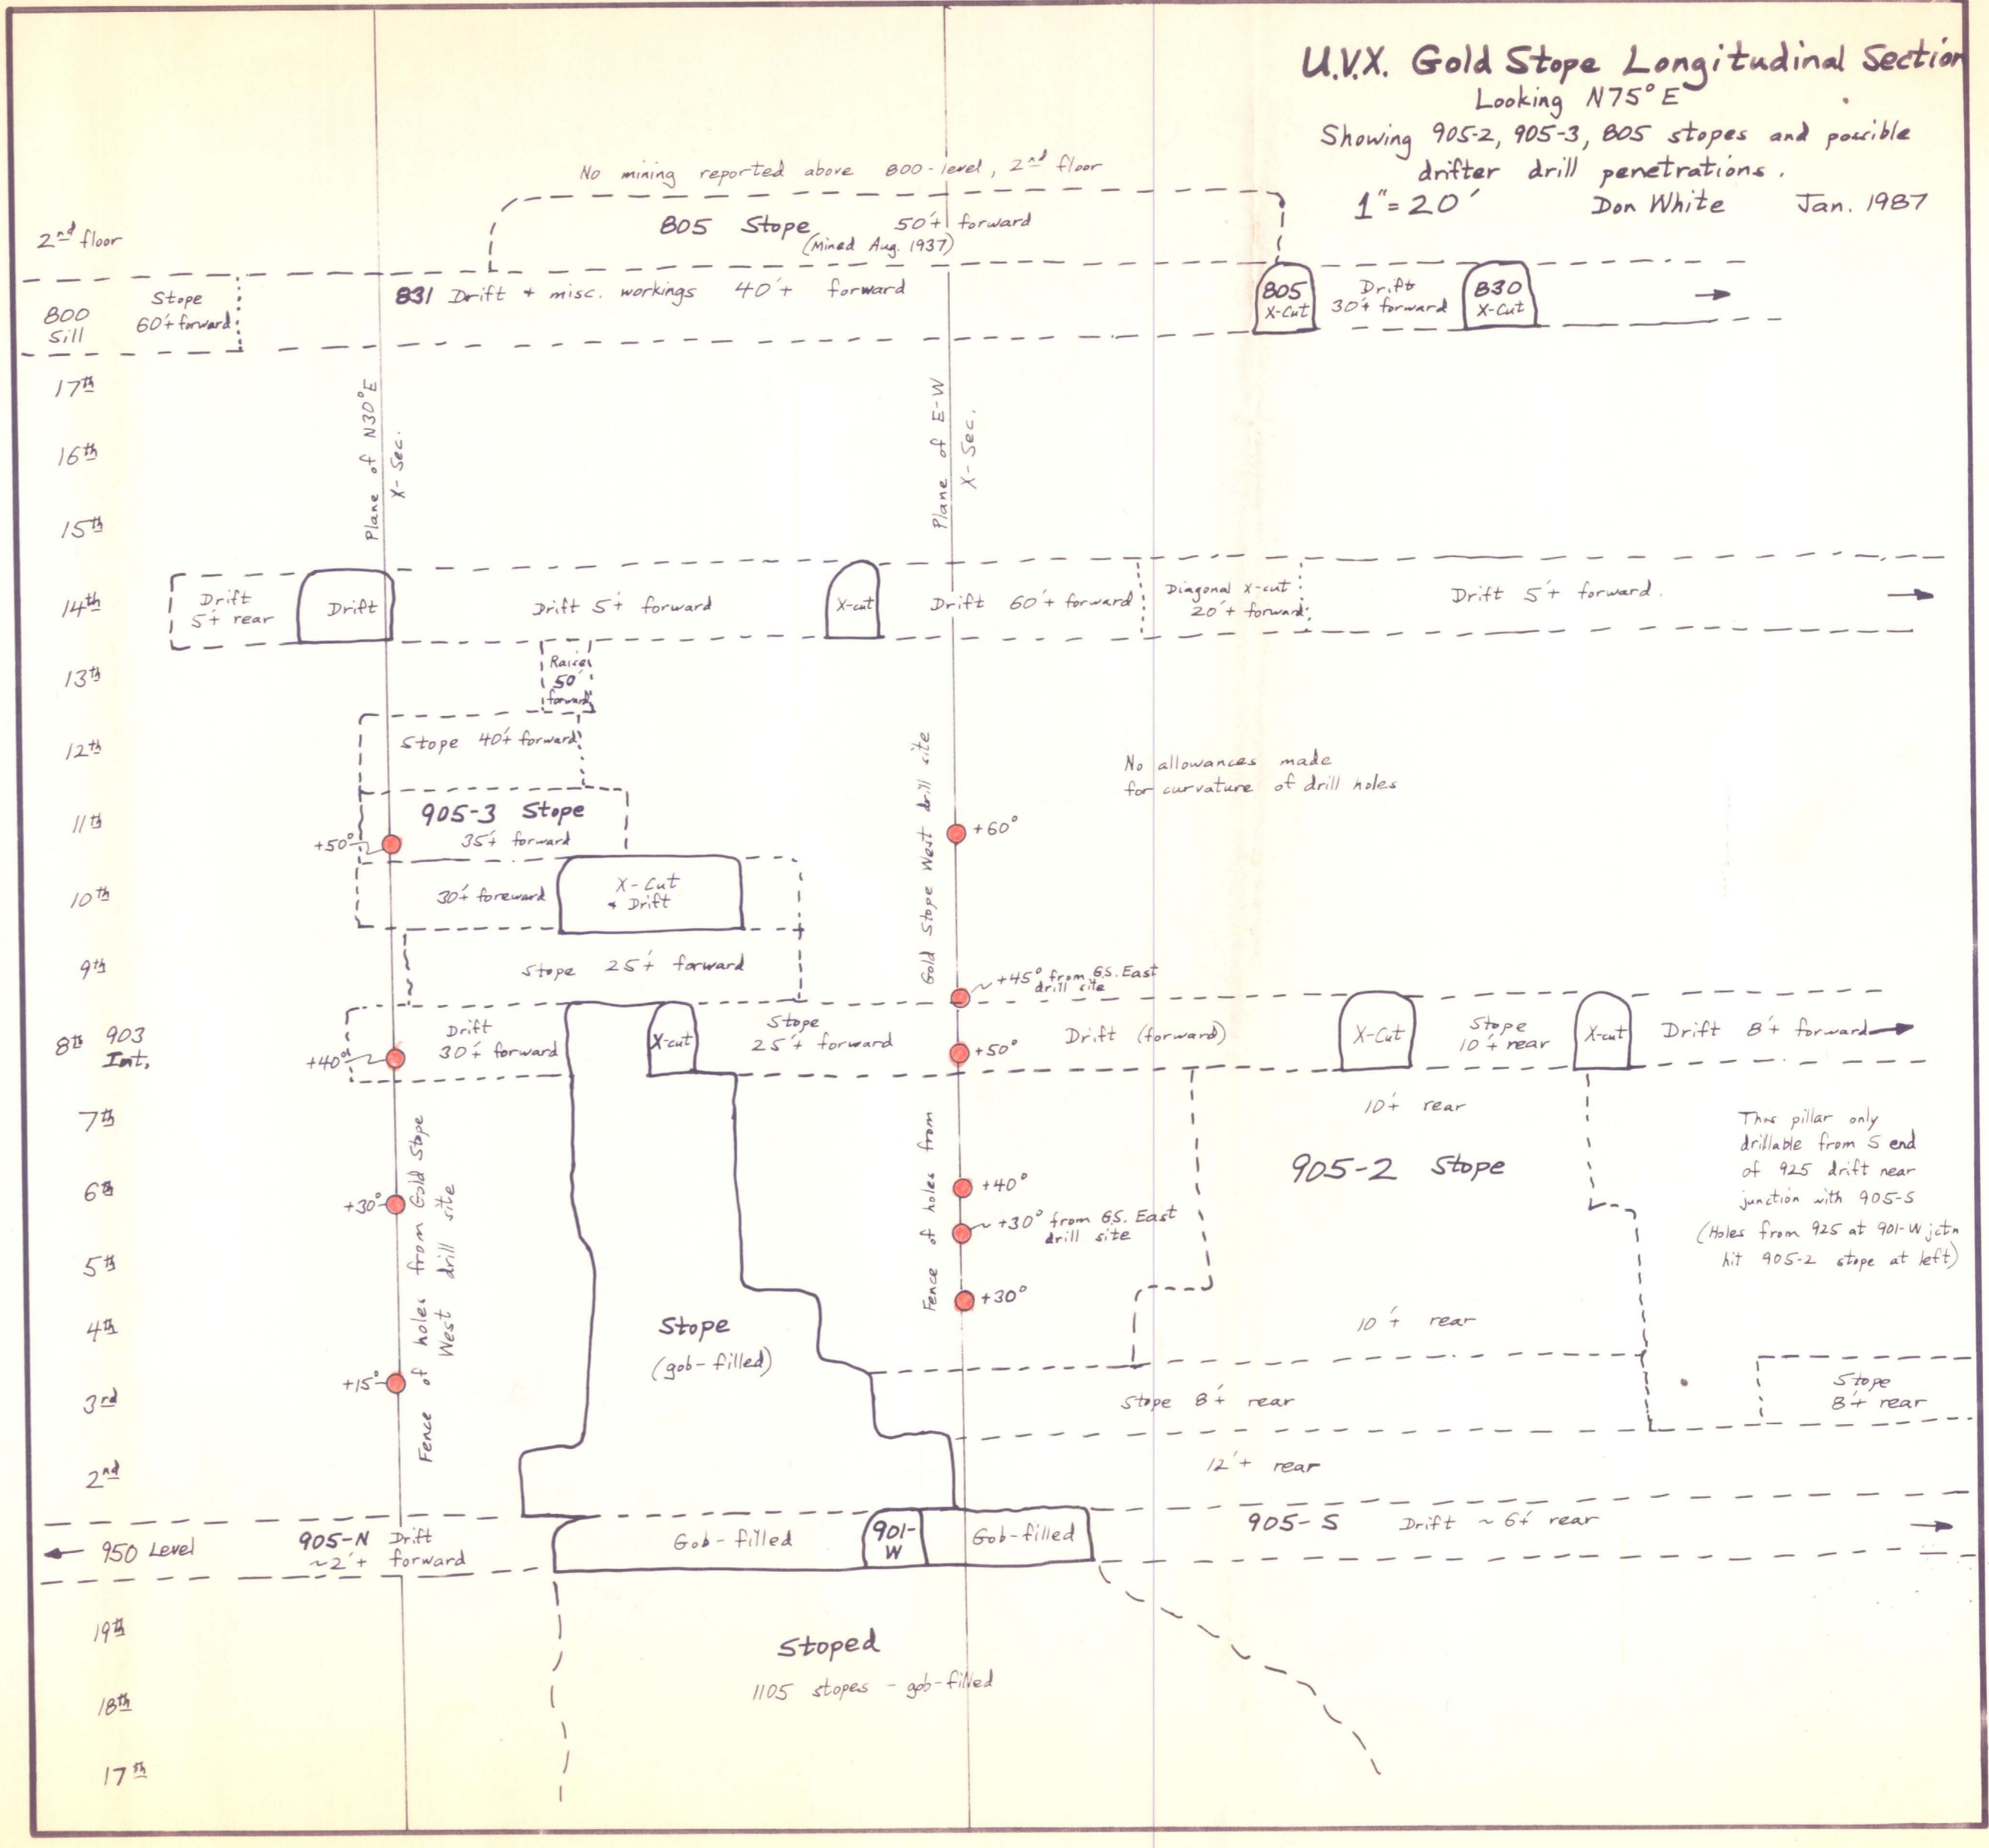 U.V.X. Gold Stope Longitudinal Section
Looking N75°E
Showing 905-2, 905-3, 805 stopes and possible
drifter drill penetrations.
1"=20' Don White Jan. 1987
No mining reported above 800-level, 2nd floor
805 Stope 50'+ forward
(Mined Aug. 1937)
2nd floor
800
Sill
Stope
60'+ forward
831 Drift + misc. workings 40'+ forward
805
X-Cut
Drift
30'+ forward
830
X-Cut
17th
16th
15th
Plane of N30°E
X-Sec.
Plane of E-W
X-Sec.
14th
Drift
5'+ rear
Drift
Drift 5'+ forward
X-cut
Drift 60'+ forward
Diagonal X-cut
20'+ forward
Drift 5'+ forward.
13th
Raise
50'
forward
12th
Stope 40'+ forward
Gold Stope West drill site
No allowances made
for curvature of drill holes
11th
905-3 Stope
35'+ forward
+50°
+60°
10th
30'+ foreward
X-Cut
+ Drift
9th
Stope 25'+ forward
+45° from G.S. East
drill site
8th 903
Int.
+40°
Drift
30'+ forward
X-cut
Stope
25'+ forward
+50°
Drift (forward)
X-Cut
Stope
10'+ rear
X-cut
Drift 8'+ forward
7th
10'+ rear
This pillar only
drillable from S end
of 925 drift near
junction with 905-S
(Holes from 925 at 901-W jctn
hit 905-2 stope at left)
905-2 Stope
6th
+30°
Fence of holes from Gold Stope
West drill site
Fence of holes from
+40°
+30° from G.S. East
drill site
5th
+30°
4th
Stope
(gob-filled)
10'+ rear
3rd
+15°
Stope 8'+ rear
Stope
8'+ rear
2nd
12'+ rear
950 Level
905-N Drift
~2'+ forward
Gob-filled
901-
W
Gob-filled
905-S Drift ~6'+ rear
19th
Stoped
1105 stopes - gob-filled
18th
17th